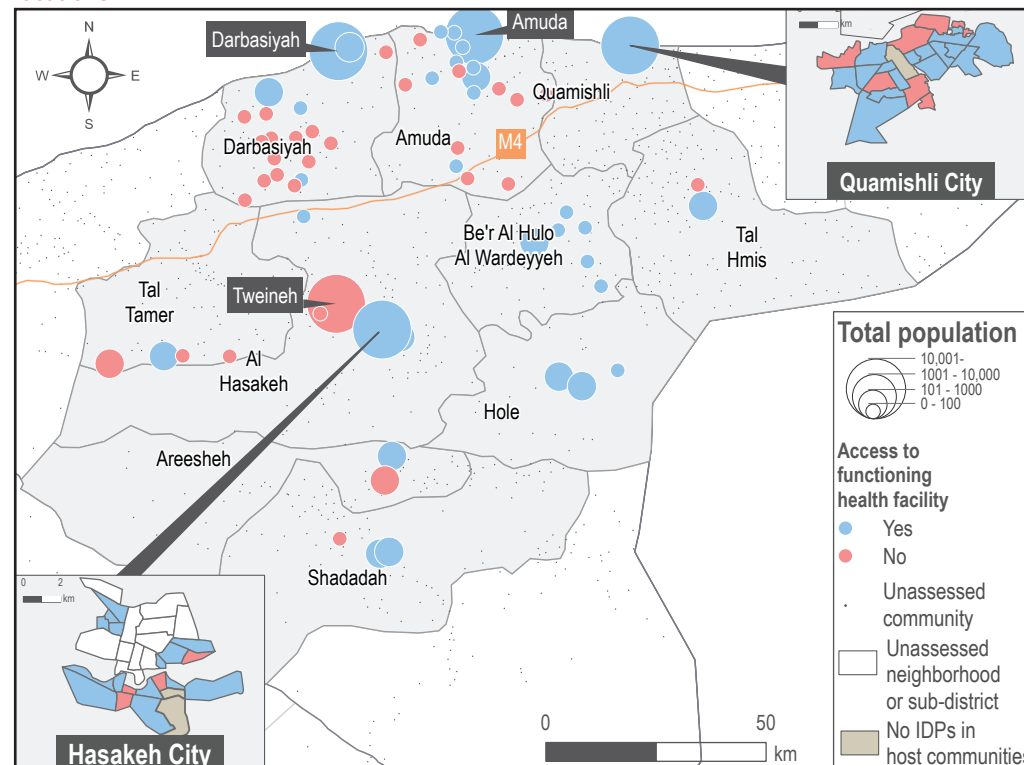 N
W
E
S
Darbasiyah
Amuda
km
Quamishli City
Quamishli
Darbasiyah
Amuda
M4
Be'r Al Hulo
Al Wardeyyeh
Tal
Hmis
Tal
Tamer
Tweineh
Al
Hasakeh
Hole
Areesheh
Shadadah
0 2
km
Hasakeh City
0 50
km
Total population
10,001-
1001 - 10,000
101 - 1000
0 - 100
Access to
functioning
health facility
Yes
No
Unassessed
community
Unassessed
neighborhood
or sub-district
No IDPs in
host communities